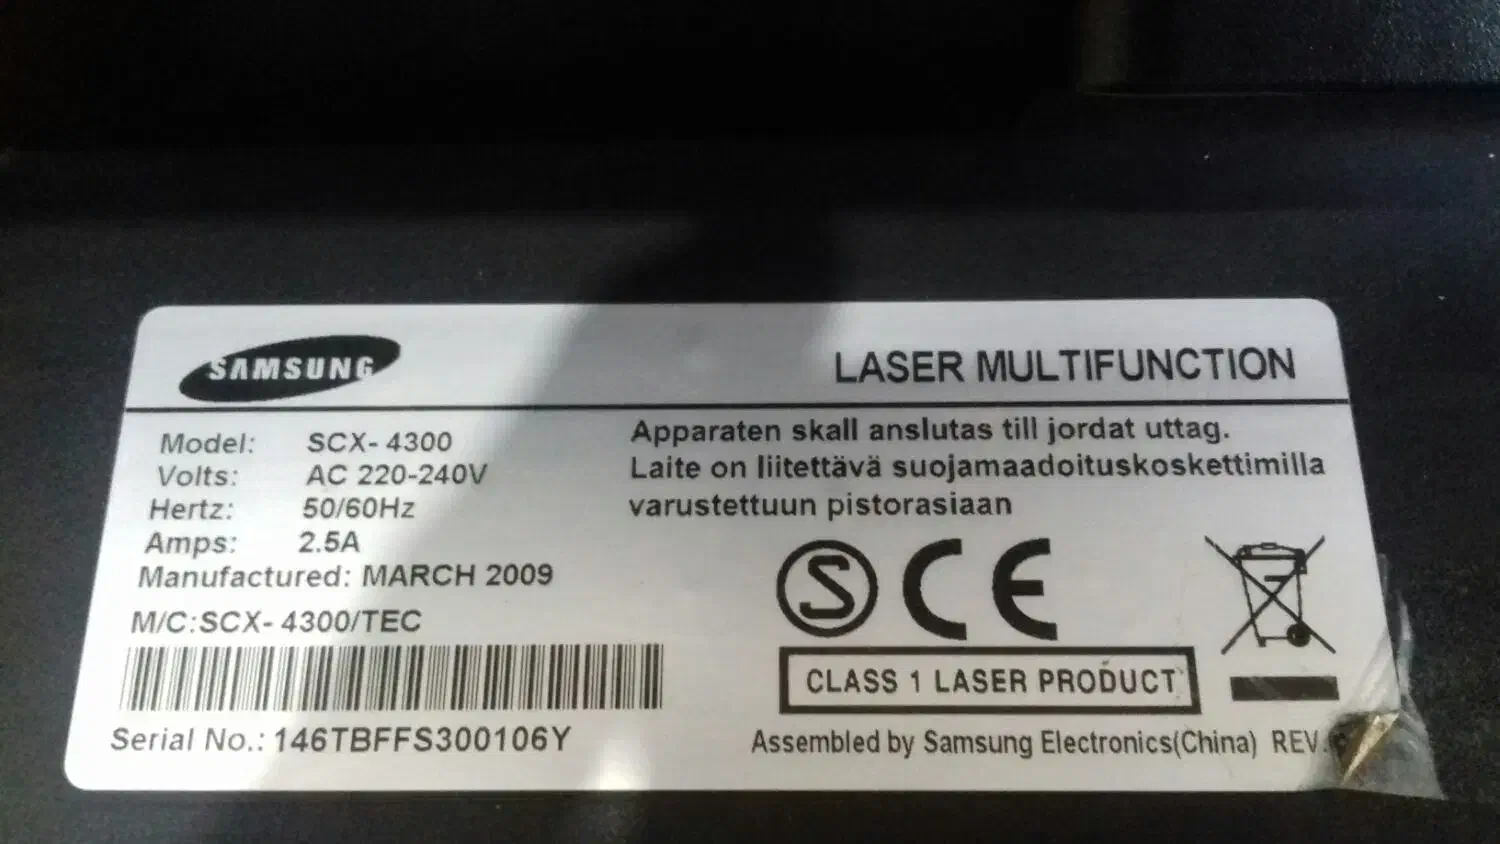 SAMSUNG
LASER MULTIFUNCTION
Model: SCX- 4300
Volts: AC 220-240V
Hertz: 50/60Hz
Amps: 2.5A
Manufactured: MARCH 2009
M/C:SCX- 4300/TEC
Serial No.: 146TBFFS300106Y
Apparaten skall anslutas till jordat uttag.
Laite on liitettävä suojamaadoituskoskettimilla
varustettuun pistorasiaan
S CE
CLASS 1 LASER PRODUCT
Assembled by Samsung Electronics(China) REV.